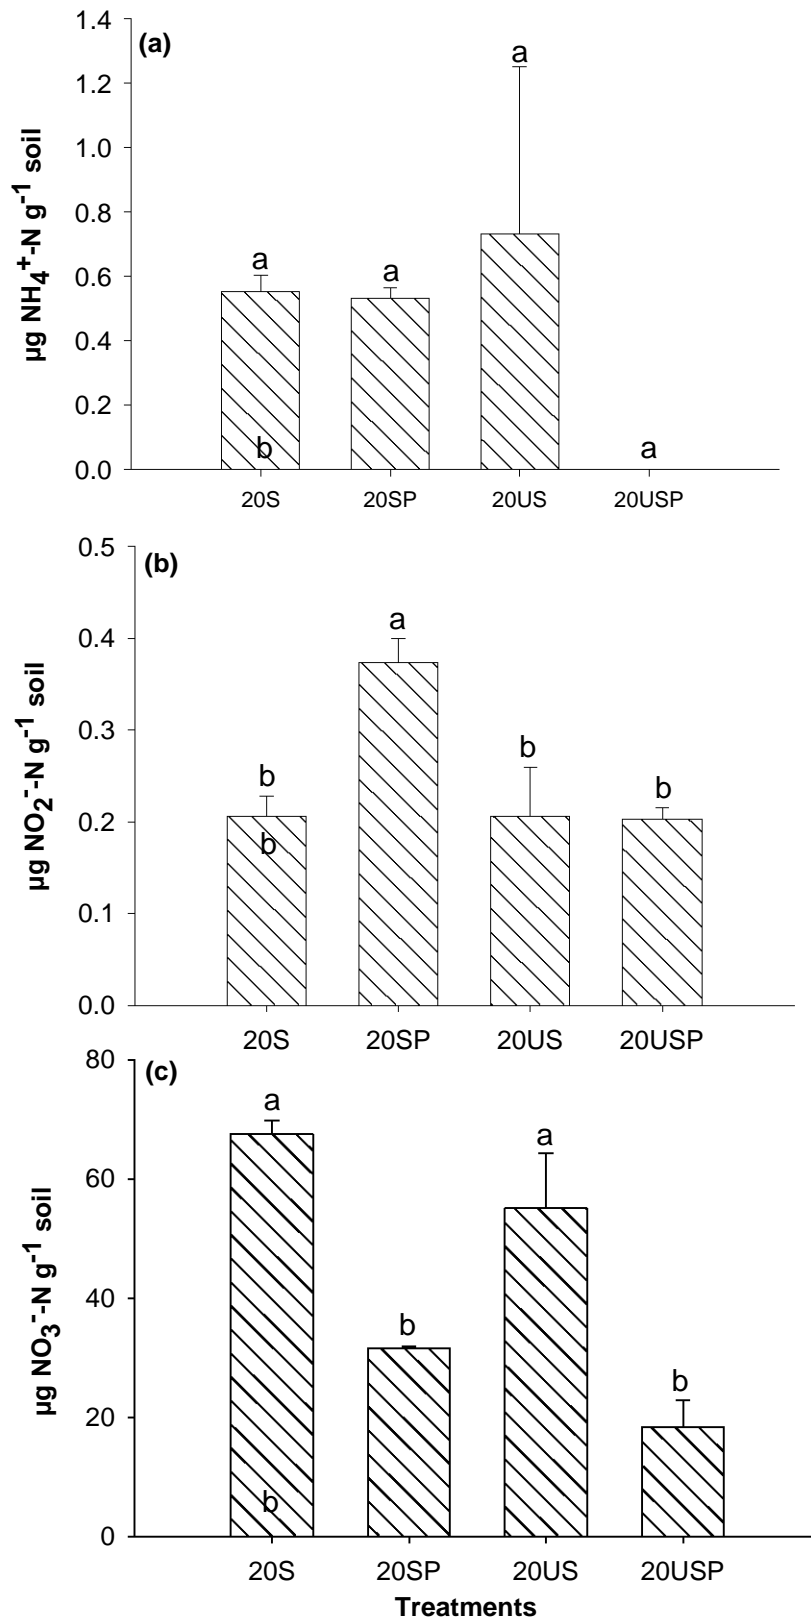 1.4
(a)
a
1.2
1.0
0.8
a
a
0.6
0.4
0.2
b
a
0.0
20S 20SP 20US 20USP
µg NH4+-N g-1 soil
0.5
(b)
a
0.4
0.3
b
b
b
0.2
b
0.1
0.0
20S 20SP 20US 20USP
µg NO2--N g-1 soil
80
(c)
a
a
60
40
b
b
20
b
0
20S 20SP 20US 20USP
µg NO3--N g-1 soil
Treatments